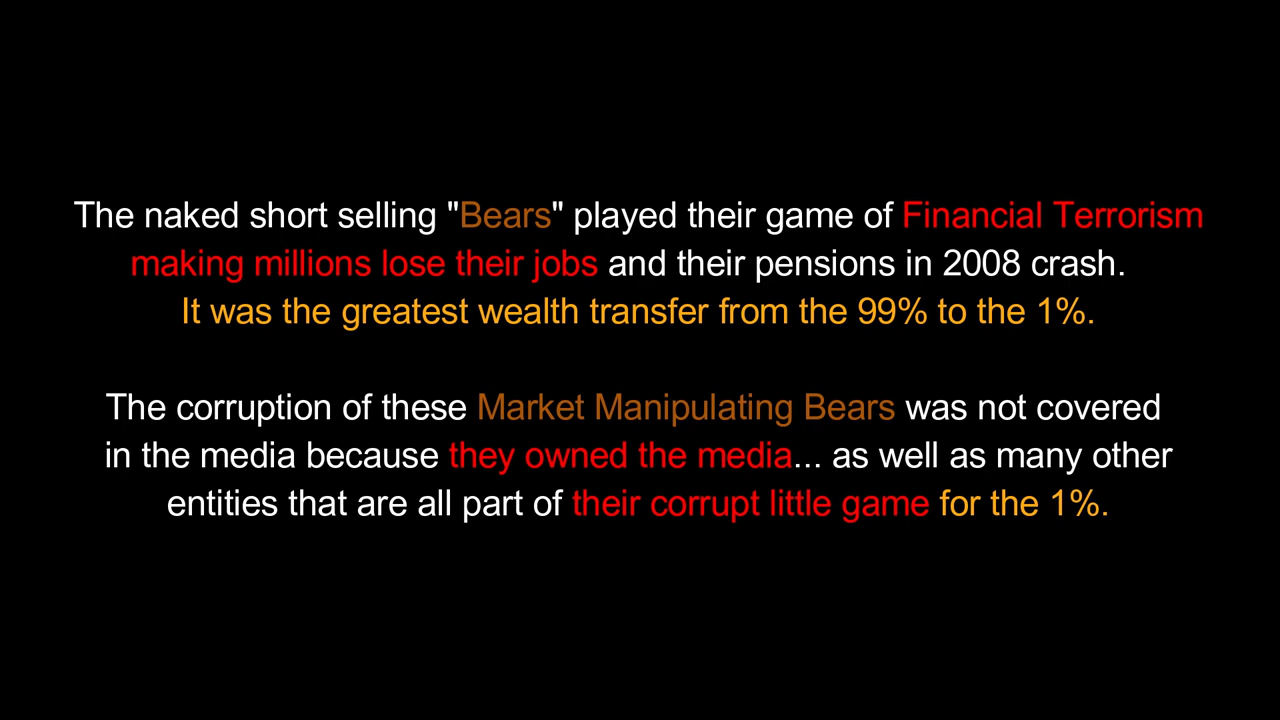 The naked short selling "Bears" played their game of Financial Terrorism
making millions lose their jobs and their pensions in 2008 crash.
It was the greatest wealth transfer from the 99% to the 1%.
The corruption of these Market Manipulating Bears was not covered
in the media because they owned the media... as well as many other
entities that are all part of their corrupt little game for the 1%.